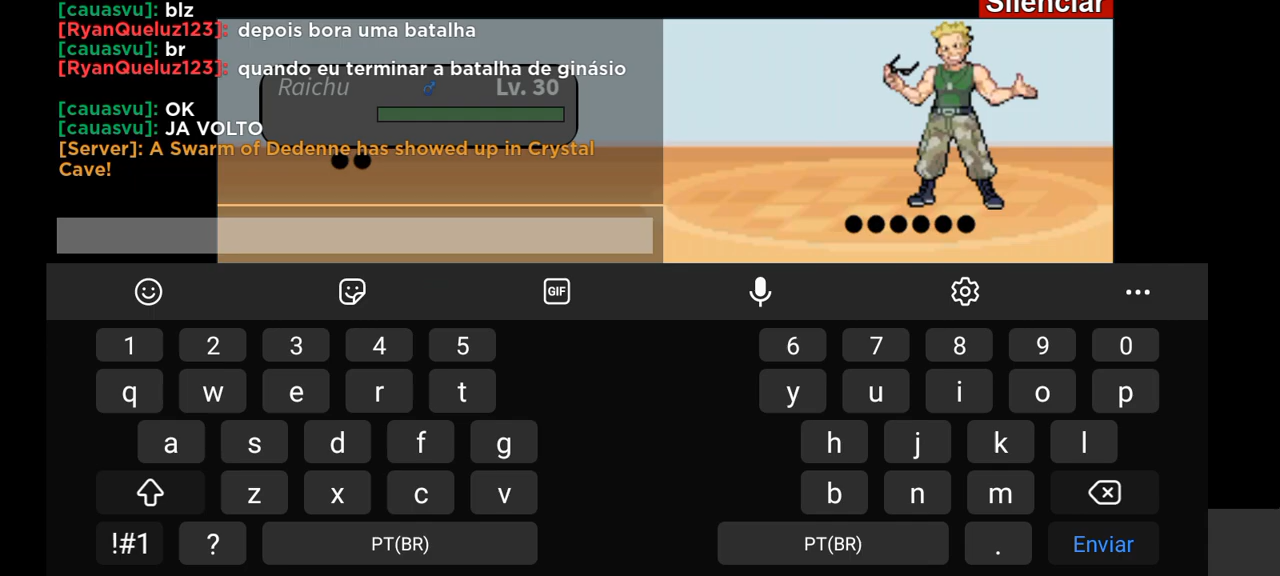 [cauasvu]: blz
Silenciar
[RyanQueluz123]: depois bora uma batalha
[cauasvu]: br
[RyanQueluz123]: quando eu terminar a batalha de ginásio
Raichu ♂ Lv. 30
[cauasvu]: OK
[cauasvu]: JA VOLTO
[Server]: A Swarm of Dedenne has showed up in Crystal
Cave!
GIF
1 2 3 4 5 6 7 8 9 0
q w e r t y u i o p
a s d f g h j k l
z x c v b n m
!#1 ? PT(BR) PT(BR) . Enviar